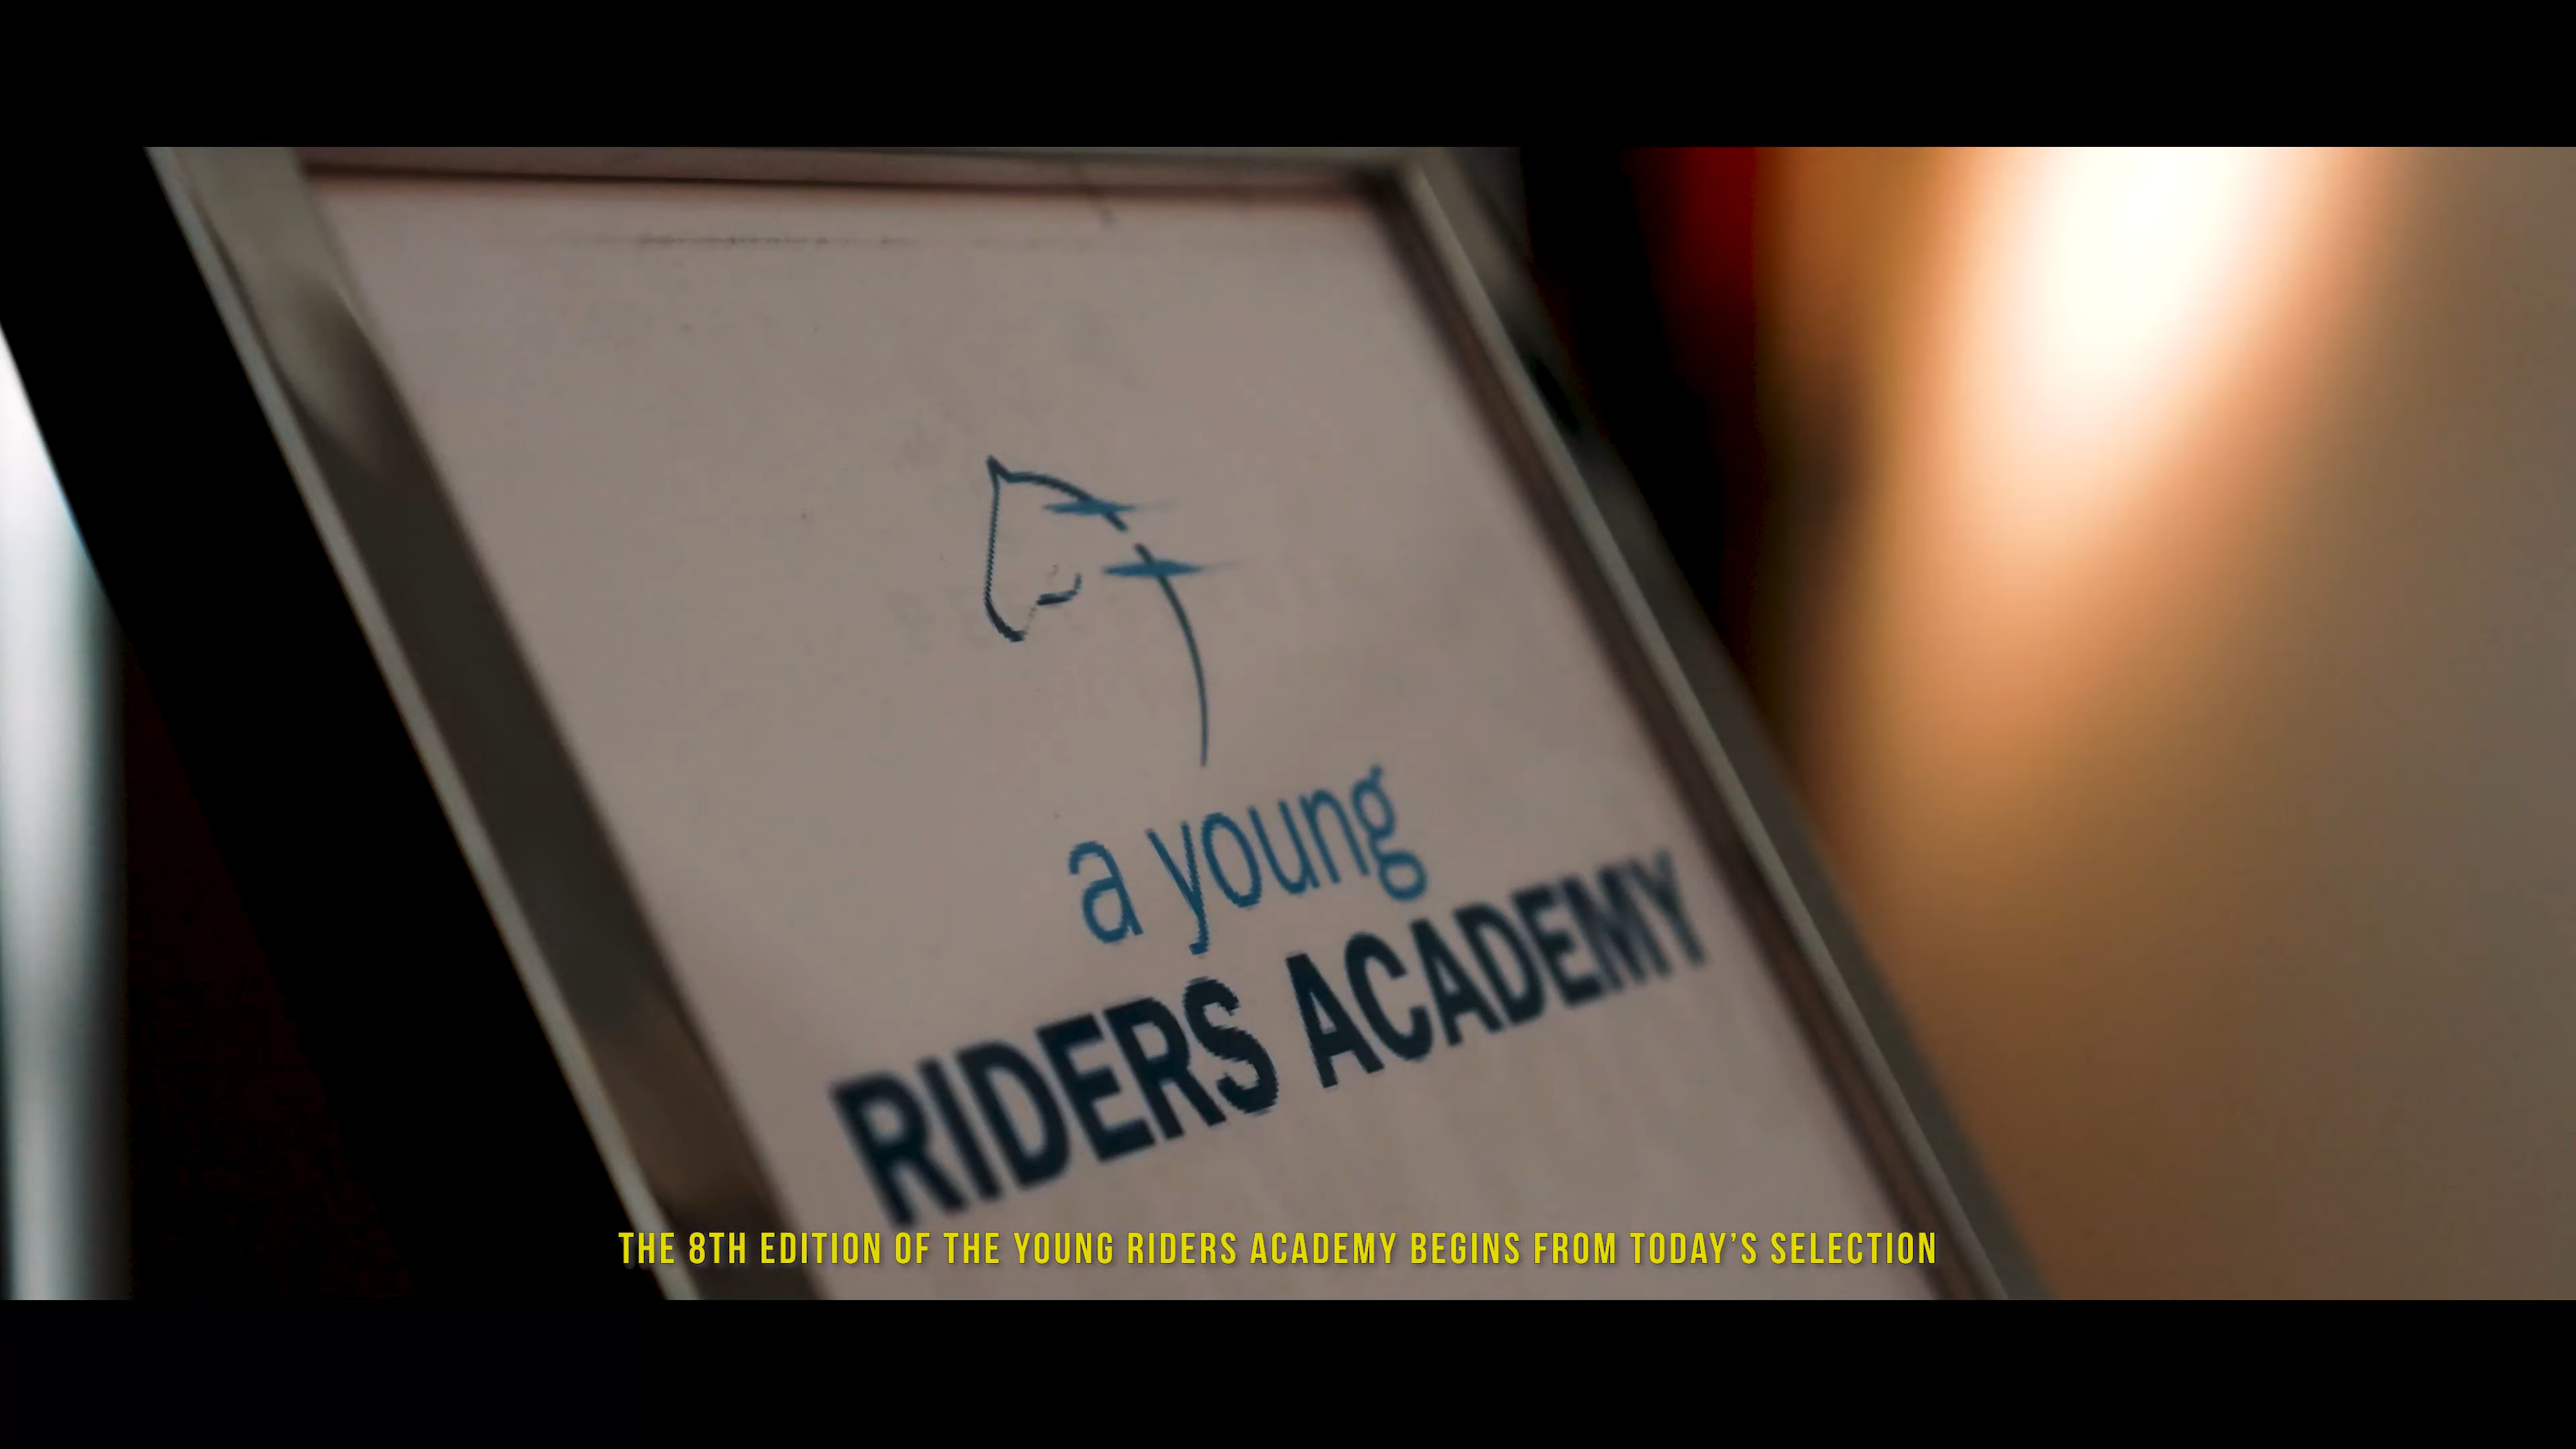 a young
RIDERS ACADEMY
THE 8TH EDITION OF THE YOUNG RIDERS ACADEMY BEGINS FROM TODAY’S SELECTION